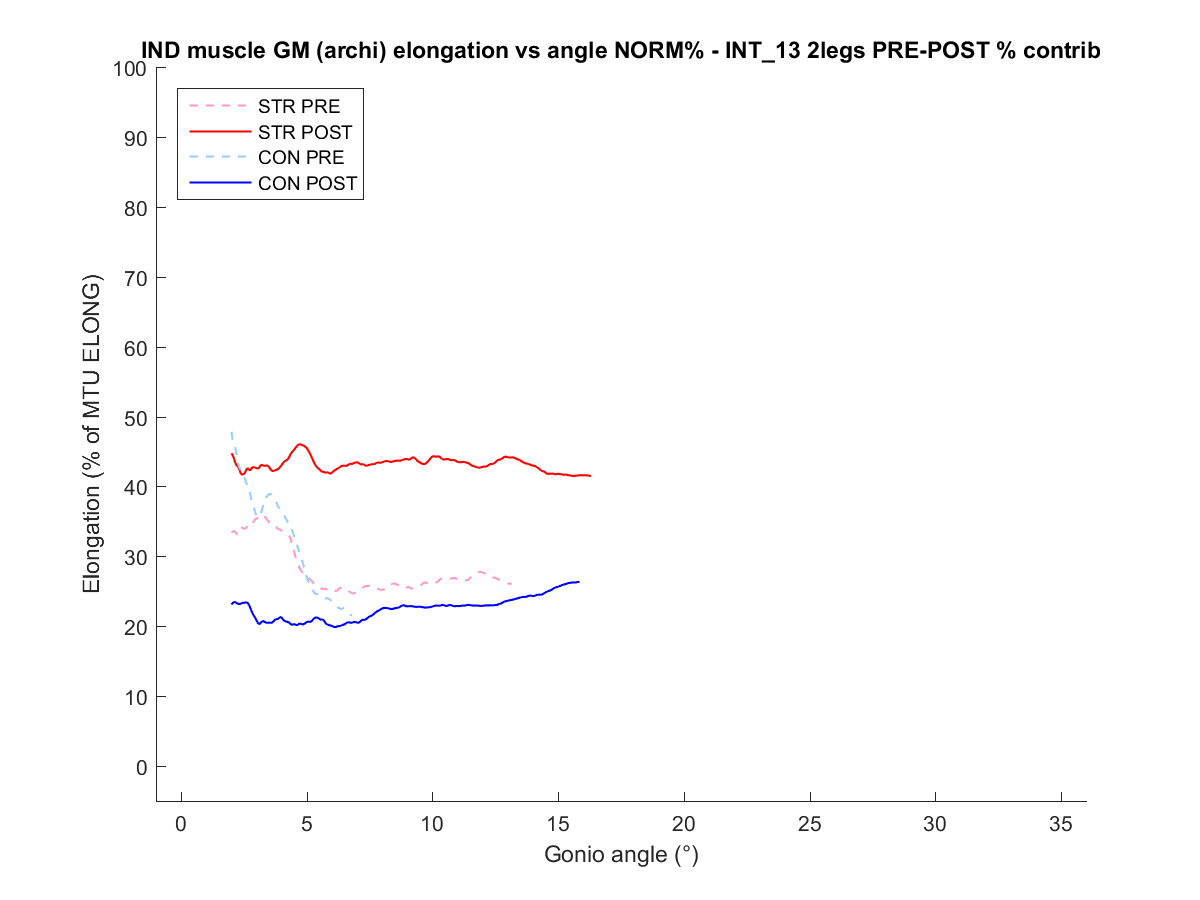 IND muscle GM (archi) elongation vs angle NORM% - INT_13 2legs PRE-POST % contrib
100
90
80
70
60
50
40
30
20
10
0
STR PRE
STR POST
CON PRE
CON POST
Elongation (% of MTU ELONG)
0 5 10 15 20 25 30 35
Gonio angle (°)